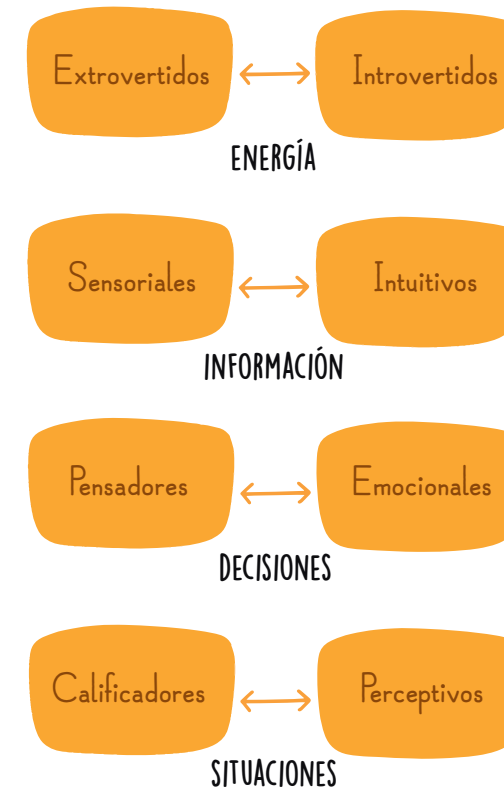 Extrovertidos Introvertidos
ENERGÍA
Sensoriales Intuitivos
INFORMACIÓN
Pensadores Emocionales
DECISIONES
Calificadores Perceptivos
SITUACIONES